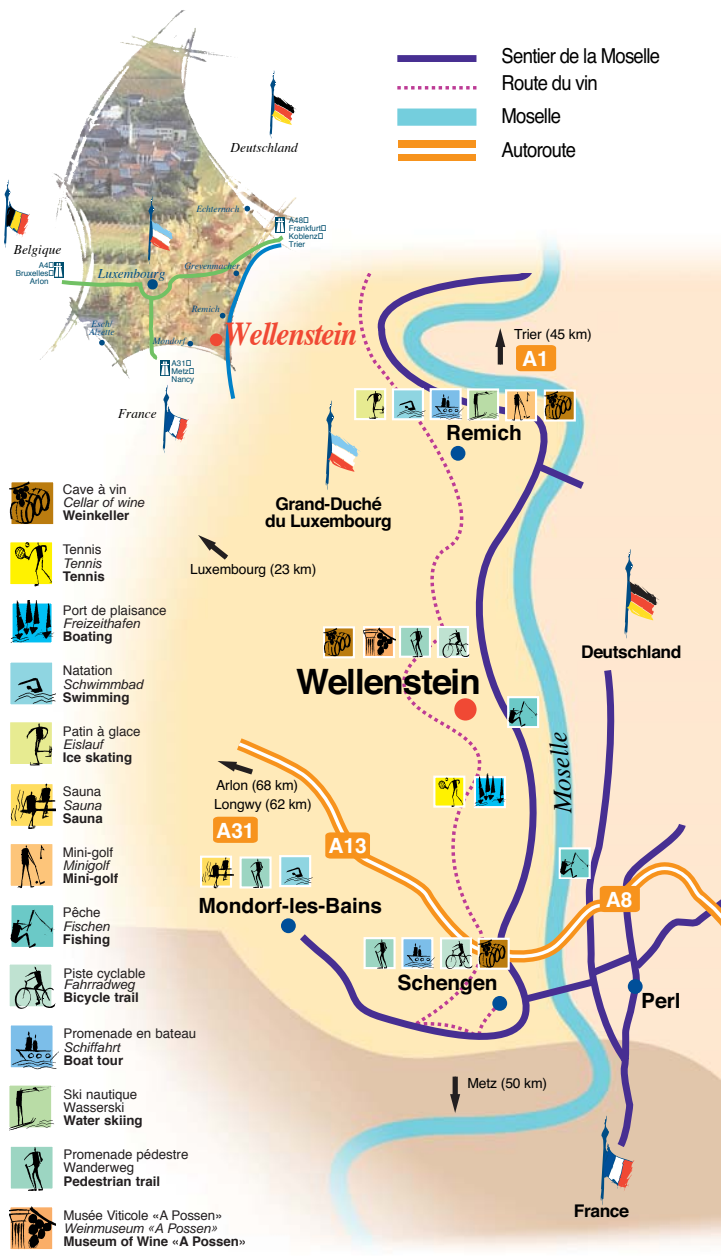 Sentier de la Moselle
Route du vin
Moselle
Autoroute
Deutschland
Echternach
A48
Frankfurt
Koblenz
Trier
Belgique
A4
Bruxelles
Arlon
Luxembourg
Grevenmacher
Remich
Esch/
Alzette
Mondorf
Wellenstein
A31
Metz
Nancy
France
Trier (45 km)
A1
Remich
Grand-Duché
du Luxembourg
Luxembourg (23 km)
Deutschland
Wellenstein
Moselle
Arlon (68 km)
Longwy (62 km)
A31
A13
A8
Mondorf-les-Bains
Schengen
Perl
Metz (50 km)
France
Cave à vin
Cellar of wine
Weinkeller
Tennis
Tennis
Tennis
Port de plaisance
Freizeithafen
Boating
Natation
Schwimmbad
Swimming
Patin à glace
Eislauf
Ice skating
Sauna
Sauna
Sauna
Mini-golf
Minigolf
Mini-golf
Pêche
Fischen
Fishing
Piste cyclable
Fahrradweg
Bicycle trail
Promenade en bateau
Schiffahrt
Boat tour
Ski nautique
Wasserski
Water skiing
Promenade pédestre
Wanderweg
Pedestrian trail
Musée Viticole «A Possen»
Weinmuseum «A Possen»
Museum of Wine «A Possen»